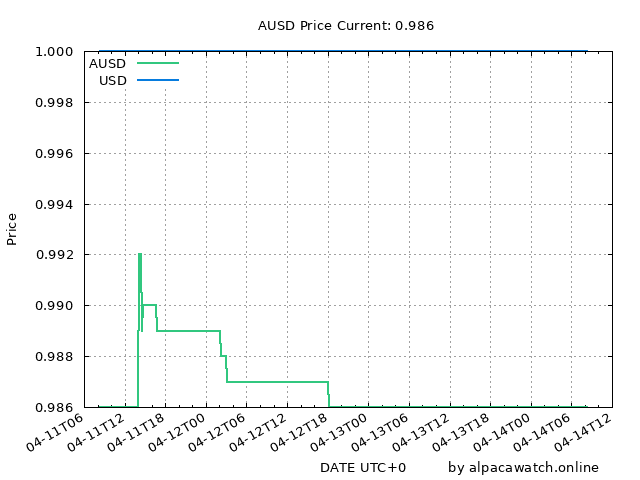 AUSD Price Current: 0.986
1.000
AUSD
USD
0.998
0.996
0.994
Price
0.992
0.990
0.988
0.986
04-11T06
04-11T12
04-11T18
04-12T00
04-12T06
04-12T12
04-12T18
04-13T00
04-13T06
04-13T12
04-13T18
04-14T00
04-14T06
04-14T12
DATE UTC+0
by alpacawatch.online